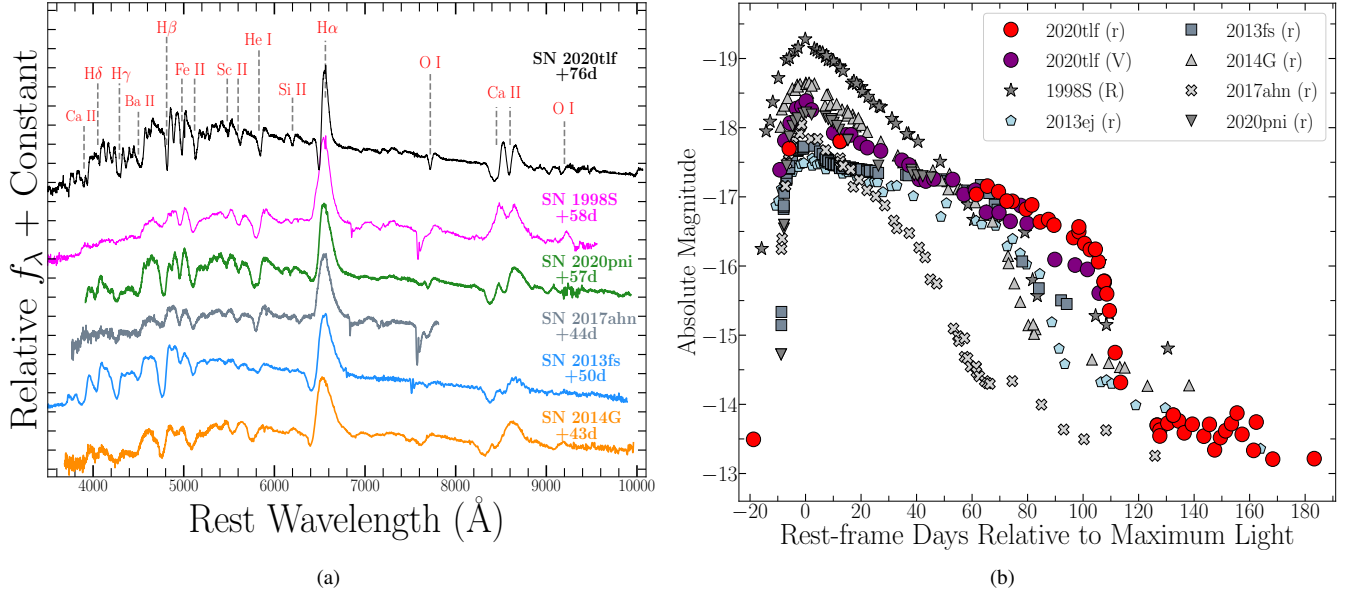 Relative fλ + Constant
Ca II
Hδ
Hγ
Ba II
Hβ
Fe II
Sc II
He I
Si II
Hα
O I
Ca II
O I
SN 2020tlf
+76d
SN 1998S
+58d
SN 2020pni
+57d
SN 2017ahn
+44d
SN 2013fs
+50d
SN 2014G
+43d
4000 5000 6000 7000 8000 9000 10000
Rest Wavelength (Å)
(a)
Absolute Magnitude
−19
−18
−17
−16
−15
−14
−13
2020tlf (r)
2020tlf (V)
1998S (R)
2013ej (r)
2013fs (r)
2014G (r)
2017ahn (r)
2020pni (r)
−20 0 20 40 60 80 100 120 140 160 180
Rest-frame Days Relative to Maximum Light
(b)